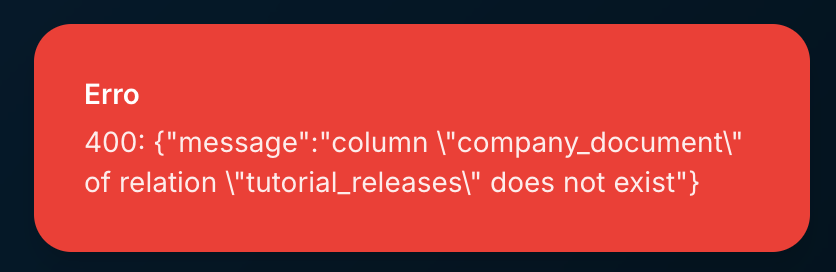 Erro
400: {"message":"column \"company_document\"
of relation \"tutorial_releases\" does not exist"}